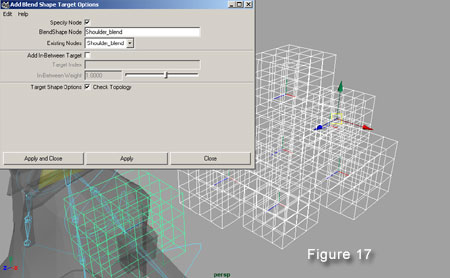 Add Blend Shape Target Options
Edit Help
Specify Node
BlendShape Node Shoulder_blend
Existing Nodes Shoulder_blend
Add In-Between Target
Target Index
In-Between Weight 1.0000
Target Shape Options Check Topology
Apply and Close Apply Close
Figure 17
persp